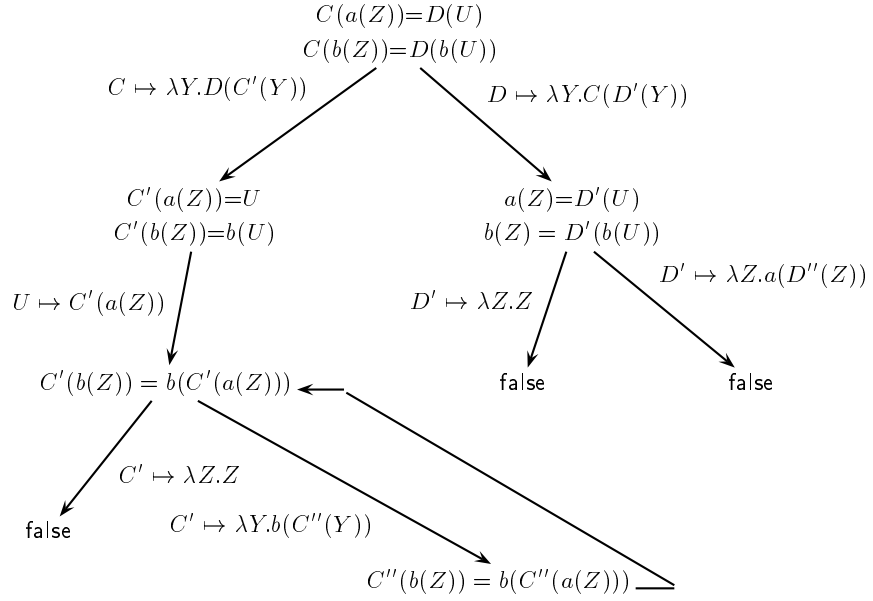 C(a(Z))=D(U)
C(b(Z))=D(b(U))
C ↦ λY.D(C′(Y))
D ↦ λY.C(D′(Y))
C′(a(Z))=U
C′(b(Z))=b(U)
a(Z)=D′(U)
b(Z) = D′(b(U))
U ↦ C′(a(Z))
D′ ↦ λZ.Z
D′ ↦ λZ.a(D″(Z))
C′(b(Z)) = b(C′(a(Z)))
false
false
C′ ↦ λZ.Z
C′ ↦ λY.b(C″(Y))
false
C″(b(Z)) = b(C″(a(Z)))